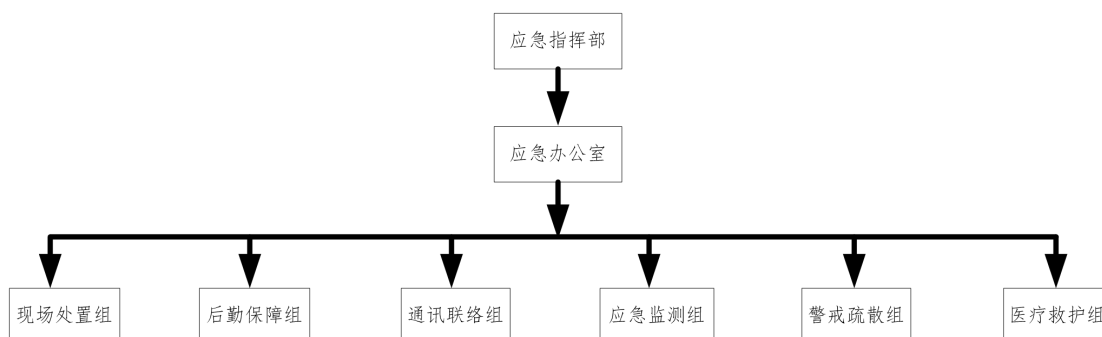 应急指挥部
应急办公室
现场处置组
后勤保障组
通讯联络组
应急监测组
警戒疏散组
医疗救护组